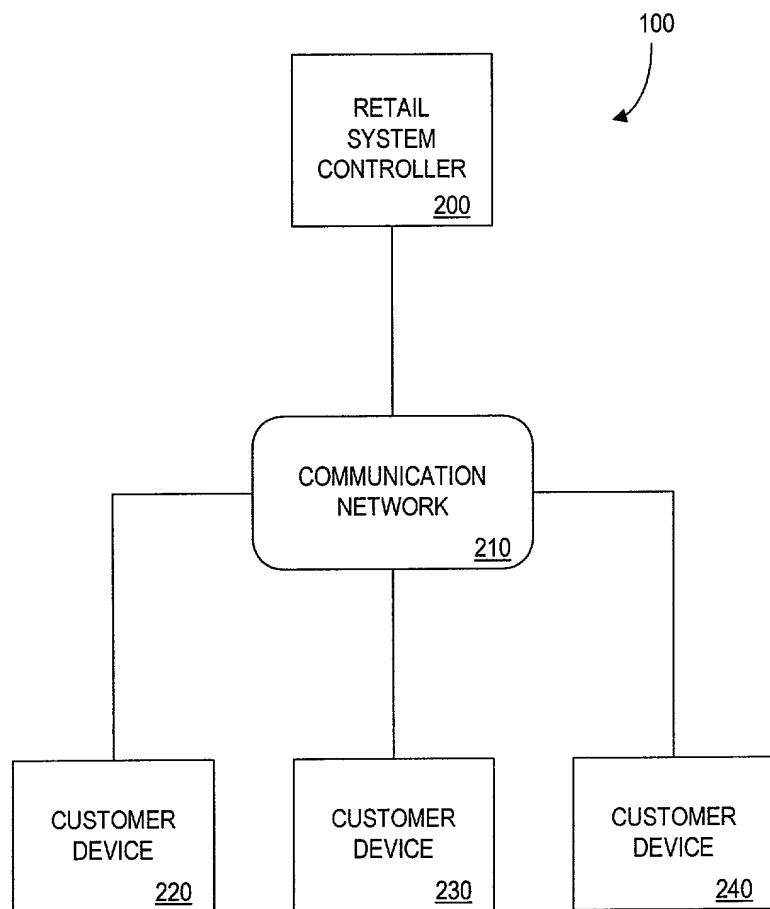 100
RETAIL
SYSTEM
CONTROLLER
200
COMMUNICATION
NETWORK
210
CUSTOMER
DEVICE
220
CUSTOMER
DEVICE
230
CUSTOMER
DEVICE
240